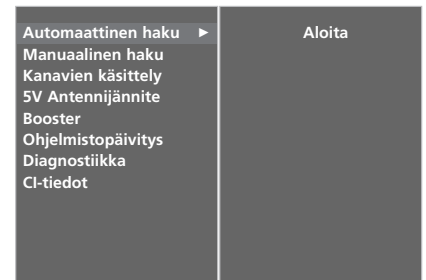 Automaattinen haku ► Aloita
Manuaalinen haku
Kanavien käsittely
5V Antennijännite
Booster
Ohjelmistopäivitys
Diagnostiikka
CI-tiedot